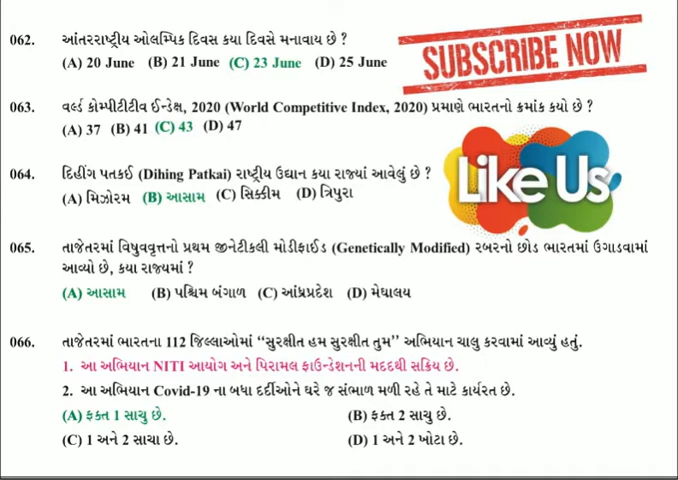 062. આંતરરાષ્ટ્રીય ઓલમ્પિક દિવસ કયા દિવસે મનાવાય છે ?
(A) 20 June (B) 21 June (C) 23 June (D) 25 June
SUBSCRIBE NOW
063. વર્લ્ડ કોમ્પીટીટીવ ઈન્ડેક્ષ, 2020 (World Competitive Index, 2020) પ્રમાણે ભારતનો ક્રમાંક કયો છે ?
(A) 37 (B) 41 (C) 43 (D) 47
064. દિહીંગ પતકઈ (Dihing Patkai) રાષ્ટ્રીય ઉદ્યાન કયા રાજ્યાં આવેલું છે ?
(A) મિઝોરમ (B) આસામ (C) સિક્કીમ (D) ત્રિપુરા
Like Us
065. તાજેતરમાં વિષુવવૃત્તનો પ્રથમ જીનેટીકલી મોડીફાઈડ (Genetically Modified) રબરનો છોડ ભારતમાં ઉગાડવામાં
આવ્યો છે, કયા રાજ્યમાં ?
(A) આસામ (B) પશ્ચિમ બંગાળ (C) આંધ્રપ્રદેશ (D) મેઘાલય
066. તાજેતરમાં ભારતના 112 જિલ્લાઓમાં “સુરક્ષીત હમ સુરક્ષીત તુમ” અભિયાન ચાલુ કરવામાં આવ્યું હતું.
1. આ અભિયાન NITI આયોગ અને પિરામલ ફાઉન્ડેશનની મદદથી સક્રિય છે.
2. આ અભિયાન Covid-19 ના બધા દર્દીઓને ઘરે જ સંભાળ મળી રહે તે માટે કાર્યરત છે.
(A) ફક્ત 1 સાચુ છે. (B) ફક્ત 2 સાચુ છે.
(C) 1 અને 2 સાચા છે. (D) 1 અને 2 ખોટા છે.